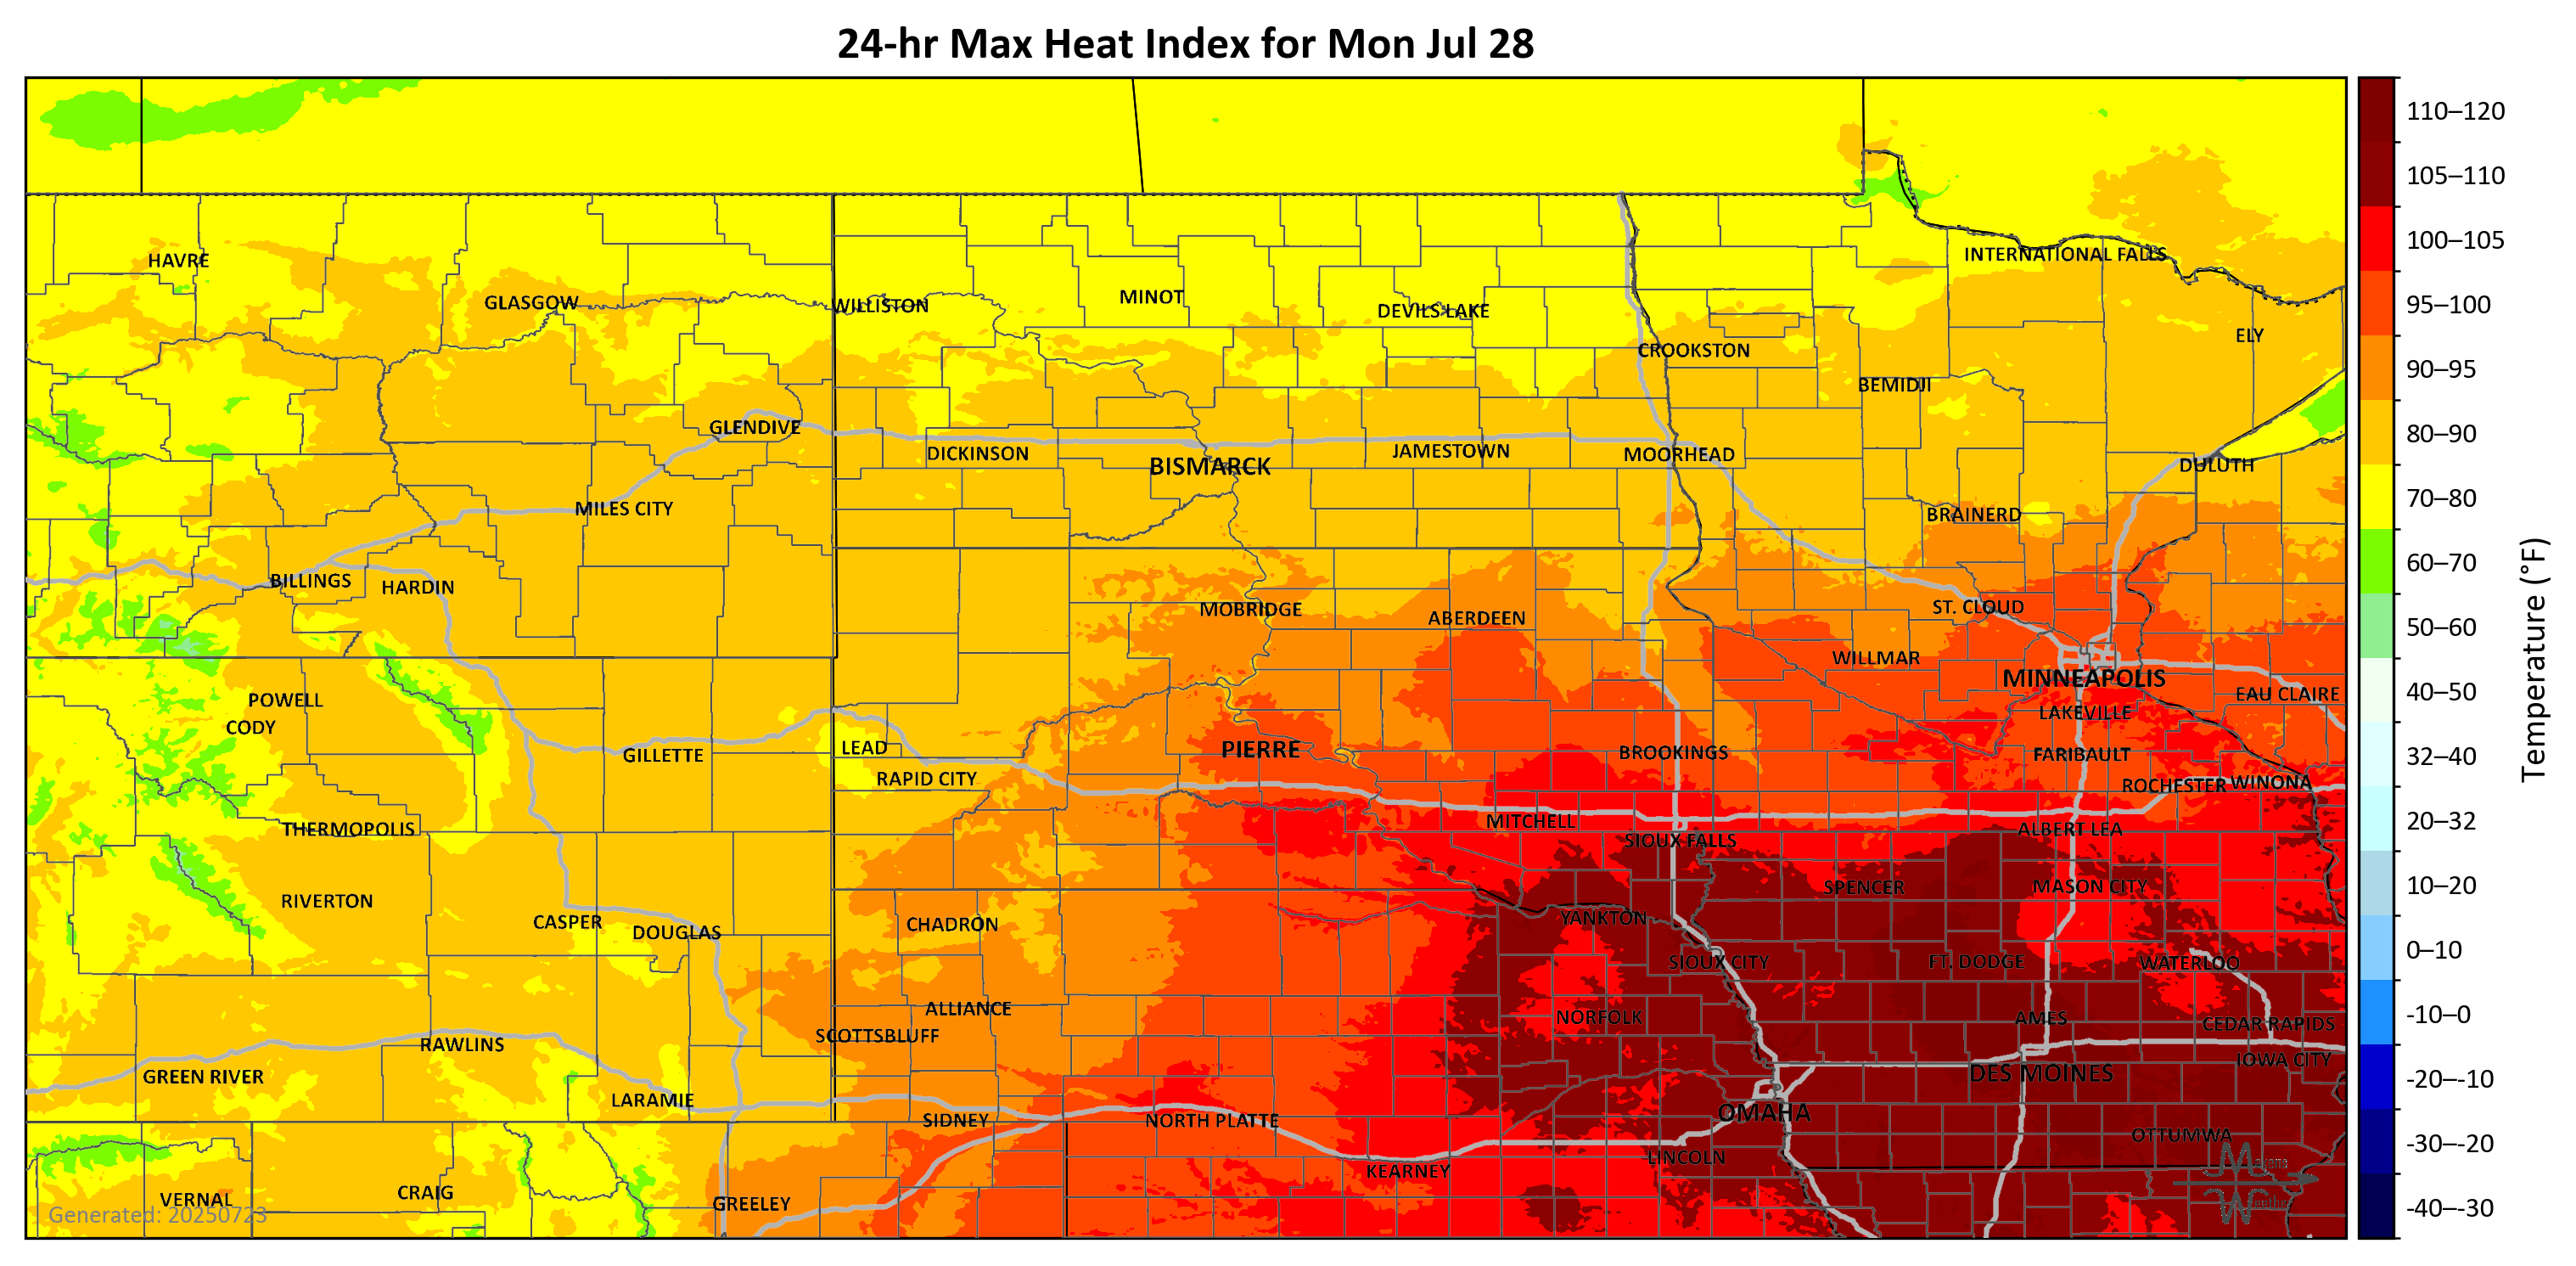 24-hr Max Heat Index for Mon Jul 28
110–120
105–110
INTERNATIONAL FALLS
100–105
HAVRE
GLASGOW
WILLISTON
MINOT
DEVILS LAKE
95–100
ELY
CROOKSTON
90–95
BEMIDJI
GLENDIVE
80–90
DICKINSON
BISMARCK
JAMESTOWN
MOORHEAD
DULUTH
MILES CITY
BRAINERD
70–80
60–70
BILLINGS
HARDIN
MOBRIDGE
ABERDEEN
ST. CLOUD
50–60
WILLMAR
MINNEAPOLIS
40–50
POWELL
EAU CLAIRE
CODY
LAKEVILLE
Temperature (°F)
GILLETTE
LEAD
PIERRE
BROOKINGS
FARIBAULT
32–40
RAPID CITY
ROCHESTER
WINONA
THERMOPOLIS
MITCHELL
SIOUX FALLS
ALBERT LEA
20–32
RIVERTON
SPENCER
MASON CITY
10–20
CASPER
DOUGLAS
CHADRON
YANKTON
SIOUX CITY
FT. DODGE
WATERLOO
0–10
ALLIANCE
NORFOLK
AMES
CEDAR RAPIDS
-10–0
SCOTTSBLUFF
RAWLINS
IOWA CITY
GREEN RIVER
DES MOINES
-20–-10
LARAMIE
SIDNEY
NORTH PLATTE
OMAHA
OTTUMWA
-30–-20
KEARNEY
LINCOLN
Mavens
VERNAL
CRAIG
GREELEY
Weather
-40–-30
Generated: 20250723